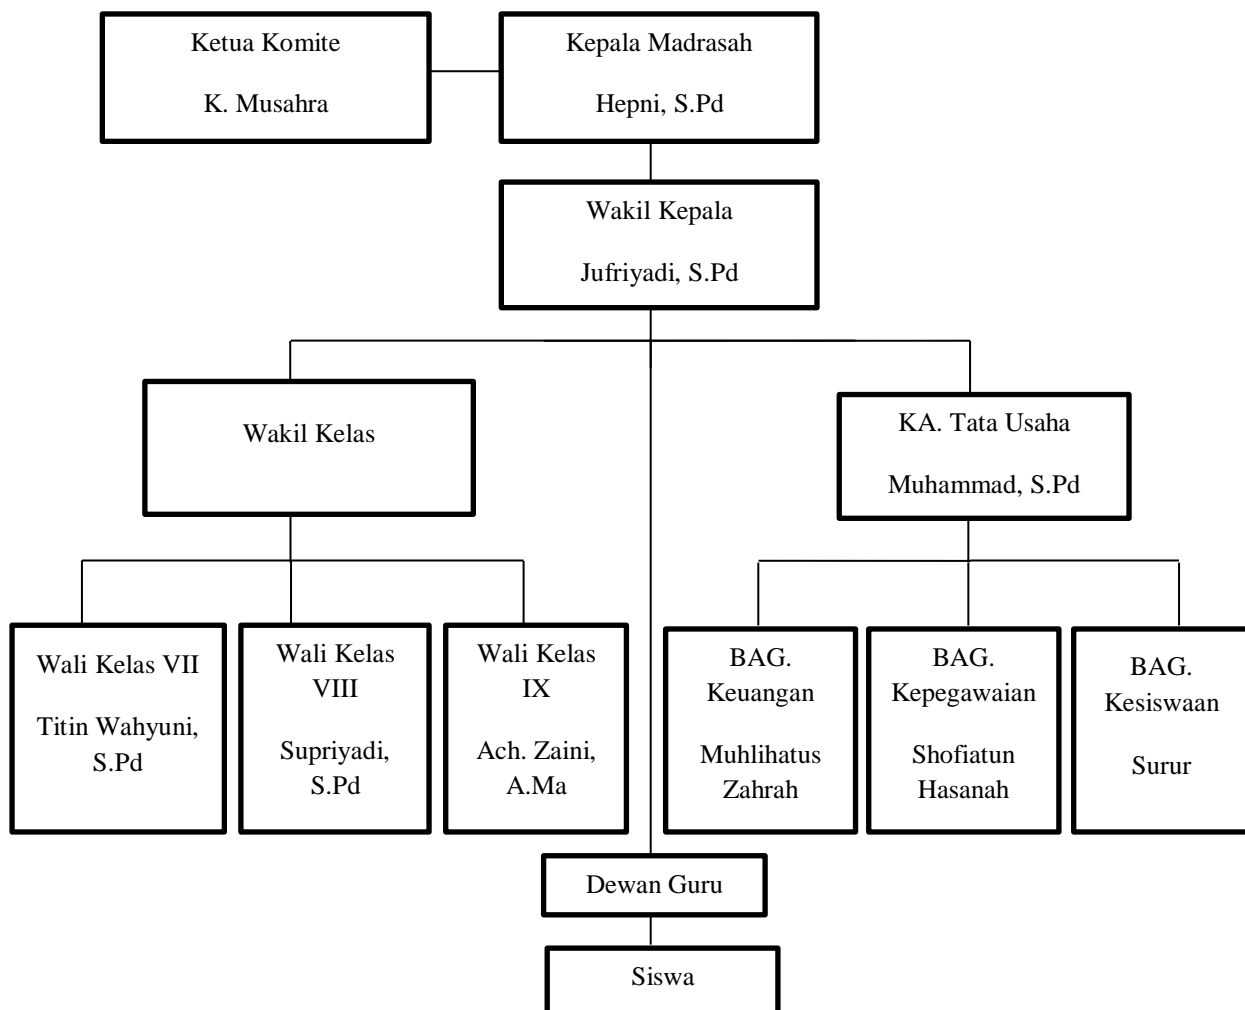 Ketua Komite
K. Musahra
Kepala Madrasah
Hepni, S.Pd
Wakil Kepala
Jufriyadi, S.Pd
Wakil Kelas
KA. Tata Usaha
Muhammad, S.Pd
Wali Kelas VII
Titin Wahyuni,
S.Pd
Wali Kelas
VIII
Supriyadi,
S.Pd
Wali Kelas
IX
Ach. Zaini,
A.Ma
BAG.
Keuangan
Muhlihatus
Zahrah
BAG.
Kepegawaian
Shofiatun
Hasanah
BAG.
Kesiswaan
Surur
Dewan Guru
Siswa